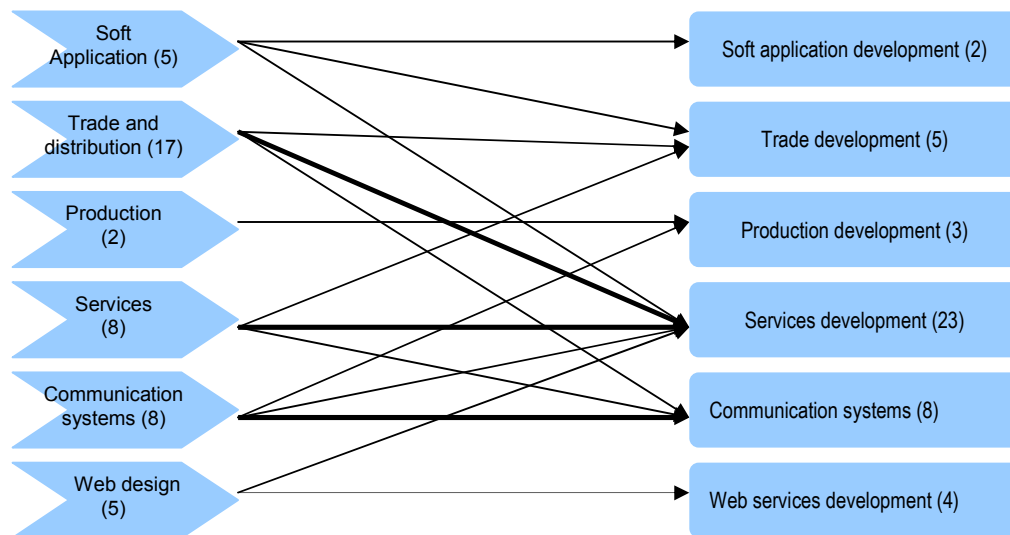 Soft
Application (5)
Soft application development (2)
Trade and
distribution (17)
Trade development (5)
Production
(2)
Production development (3)
Services
(8)
Services development (23)
Communication
systems (8)
Communication systems (8)
Web design
(5)
Web services development (4)